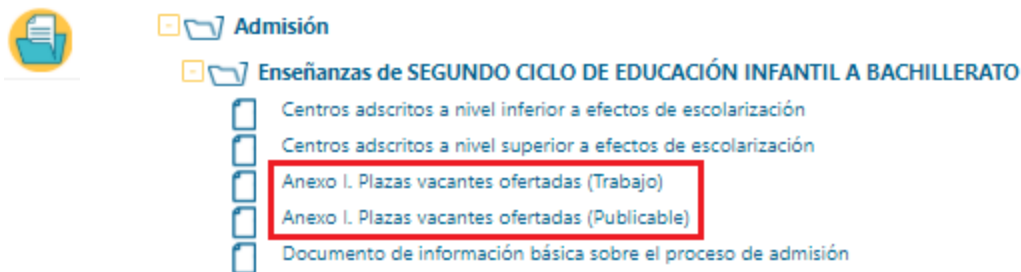 Admisión
Enseñanzas de SEGUNDO CICLO DE EDUCACIÓN INFANTIL A BACHILLERATO
Centros adscritos a nivel inferior a efectos de escolarización
Centros adscritos a nivel superior a efectos de escolarización
Anexo I. Plazas vacantes ofertadas (Trabajo)
Anexo I. Plazas vacantes ofertadas (Publicable)
Documento de información básica sobre el proceso de admisión